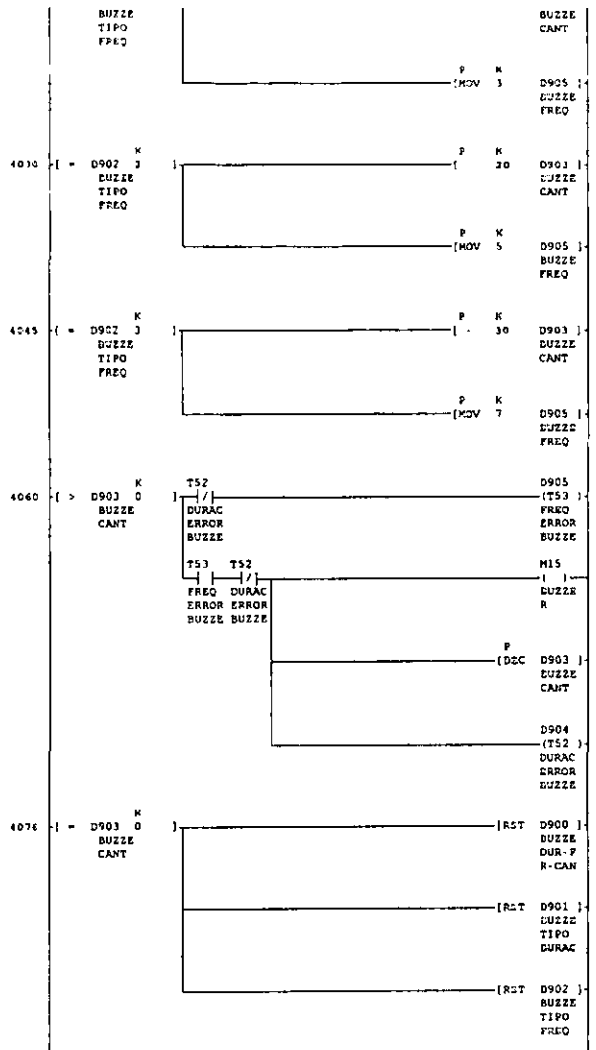 BUZZE BUZZE
TIPO CANT
FREQ
P K
[MOV 3 D905 ]
BUZZE
FREQ
K P K
4030 [ = D902 3 ] [ 20 D903 ]
BUZZE BUZZE
TIPO CANT
FREQ
P K
[MOV 5 D905 ]
BUZZE
FREQ
K P K
4045 [ = D902 3 ] [ - 30 D903 ]
BUZZE BUZZE
TIPO CANT
FREQ
P K
[MOV 7 D905 ]
BUZZE
FREQ
K T52 D905
4060 [ > D903 0 ] (T53 )
BUZZE DURAC FREQ
CANT ERROR ERROR
BUZZE BUZZE
T53 T52 M15
FREQ DURAC BUZZE
ERROR ERROR R
BUZZE BUZZE
P
[DEC D903 ]
BUZZE
CANT
D904
(T52 )
DURAC
ERROR
BUZZE
K
4076 [ = D903 0 ] [RST D900 ]
BUZZE BUZZE
CANT DUR-F
R-CAN
[RST D901 ]
BUZZE
TIPO
DURAC
[RST D902 ]
BUZZE
TIPO
FREQ